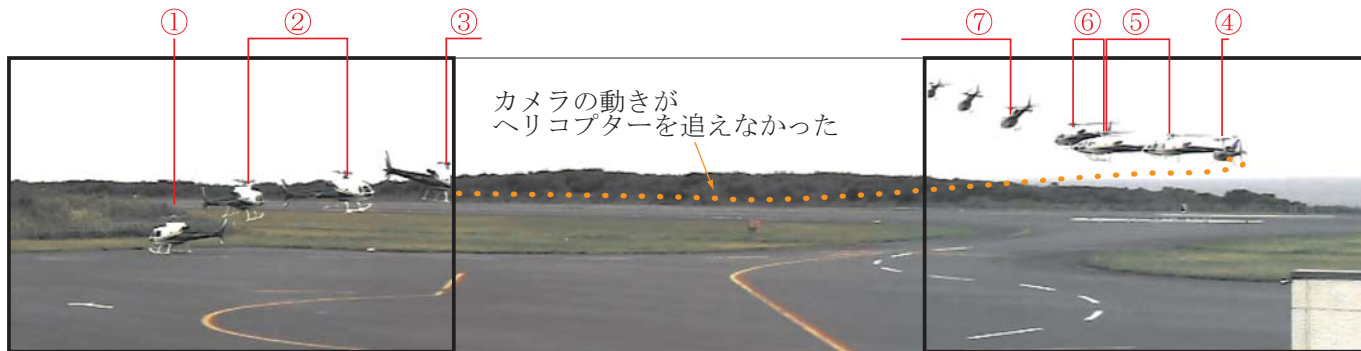 ① ② ③ ⑦ ⑥ ⑤ ④
カメラの動きが
ヘリコプターを追えなかった